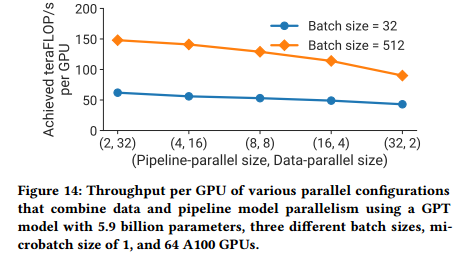 200
150
100
50
0
Achieved teraFLOP/s
per GPU
Batch size = 32
Batch size = 512
(2, 32) (4, 16) (8, 8) (16, 4) (32, 2)
(Pipeline-parallel size, Data-parallel size)
Figure 14: Throughput per GPU of various parallel configurations
that combine data and pipeline model parallelism using a GPT
model with 5.9 billion parameters, three different batch sizes, mi-
crobatch size of 1, and 64 A100 GPUs.